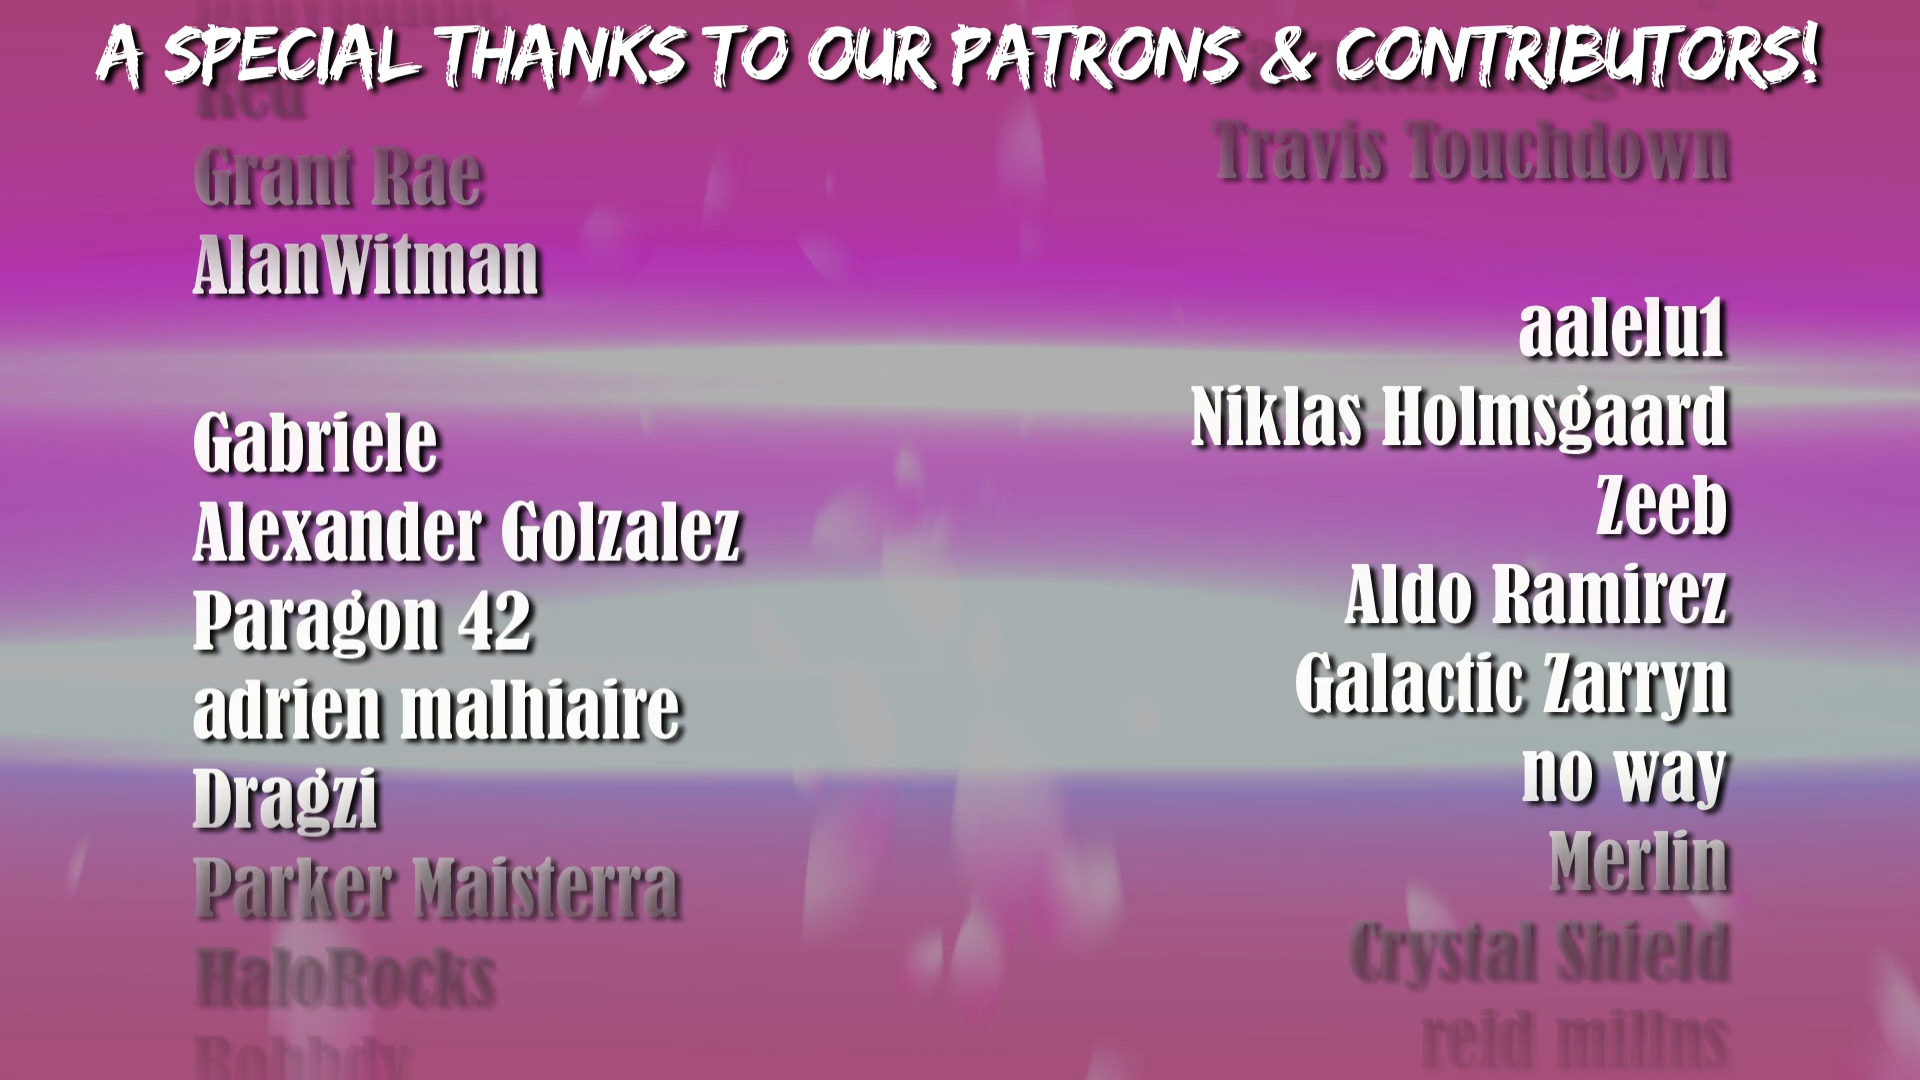 A SPECIAL THANKS TO OUR PATRONS & CONTRIBUTORS!
Grant Rae
AlanWitman
Gabriele
Alexander Golzalez
Paragon 42
adrien malhiaire
Dragzi
Parker Maisterra
HaloRocks
Travis Touchdown
aalelu1
Niklas Holmsgaard
Zeeb
Aldo Ramirez
Galactic Zarryn
no way
Merlin
Crystal Shield
reid millns